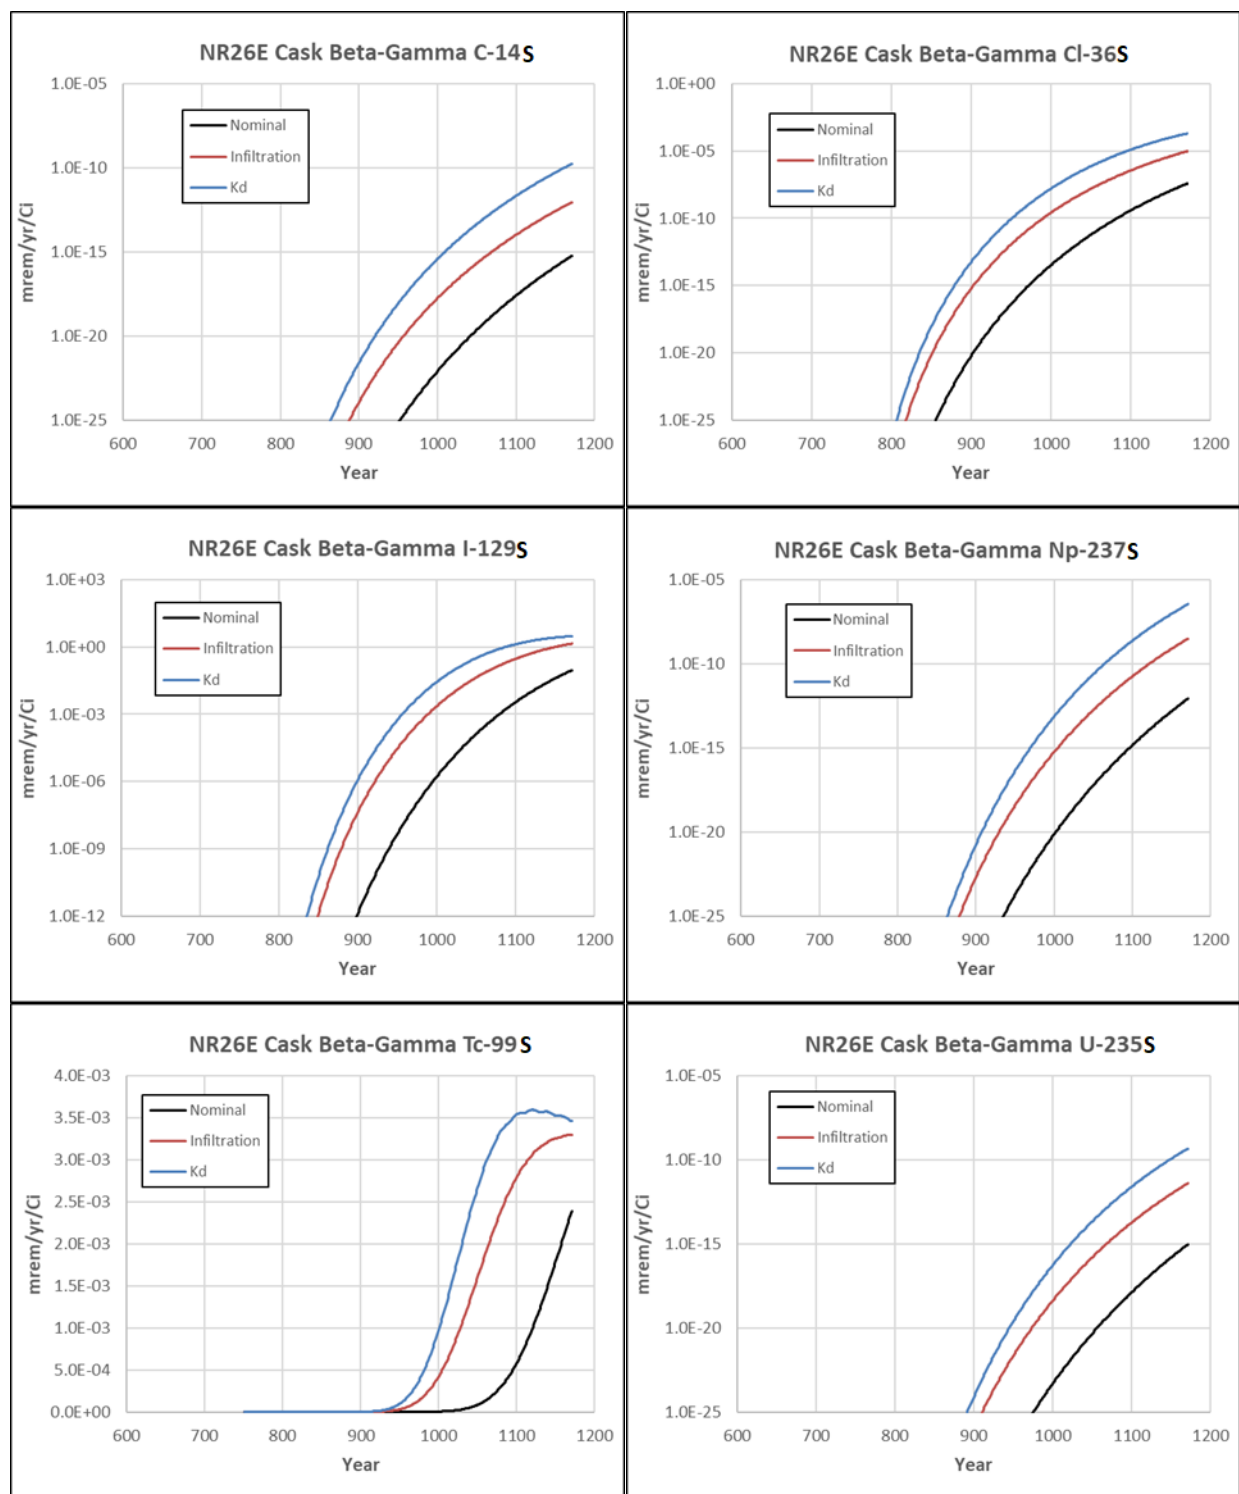 NR26E Cask Beta-Gamma C-14S
1.0E-05
1.0E-10
1.0E-15
1.0E-20
1.0E-25
mrem/yr/Ci
Nominal
Infiltration
Kd
600 700 800 900 1000 1100 1200
Year
NR26E Cask Beta-Gamma Cl-36S
1.0E+00
1.0E-05
1.0E-10
1.0E-15
1.0E-20
1.0E-25
mrem/yr/Ci
Nominal
Infiltration
Kd
600 700 800 900 1000 1100 1200
Year
NR26E Cask Beta-Gamma I-129S
1.0E+03
1.0E+00
1.0E-03
1.0E-06
1.0E-09
1.0E-12
mrem/yr/Ci
Nominal
Infiltration
Kd
600 700 800 900 1000 1100 1200
Year
NR26E Cask Beta-Gamma Np-237S
1.0E-05
1.0E-10
1.0E-15
1.0E-20
1.0E-25
mrem/yr/Ci
Nominal
Infiltration
Kd
600 700 800 900 1000 1100 1200
Year
NR26E Cask Beta-Gamma Tc-99S
4.0E-03
3.5E-03
3.0E-03
2.5E-03
2.0E-03
1.5E-03
1.0E-03
5.0E-04
0.0E+00
mrem/yr/Ci
Nominal
Infiltration
Kd
600 700 800 900 1000 1100 1200
Year
NR26E Cask Beta-Gamma U-235S
1.0E-05
1.0E-10
1.0E-15
1.0E-20
1.0E-25
mrem/yr/Ci
Nominal
Infiltration
Kd
600 700 800 900 1000 1100 1200
Year